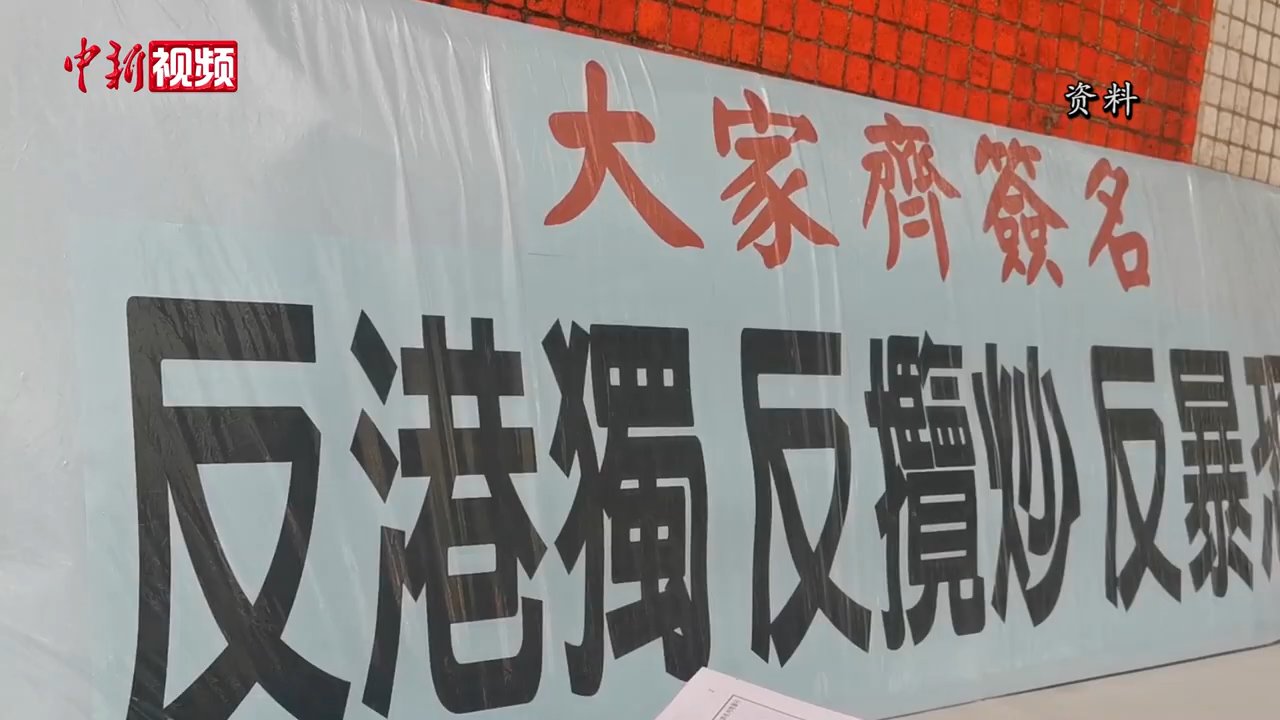 中新视频
资料
大家齊簽名
反港獨 反攬炒 反暴